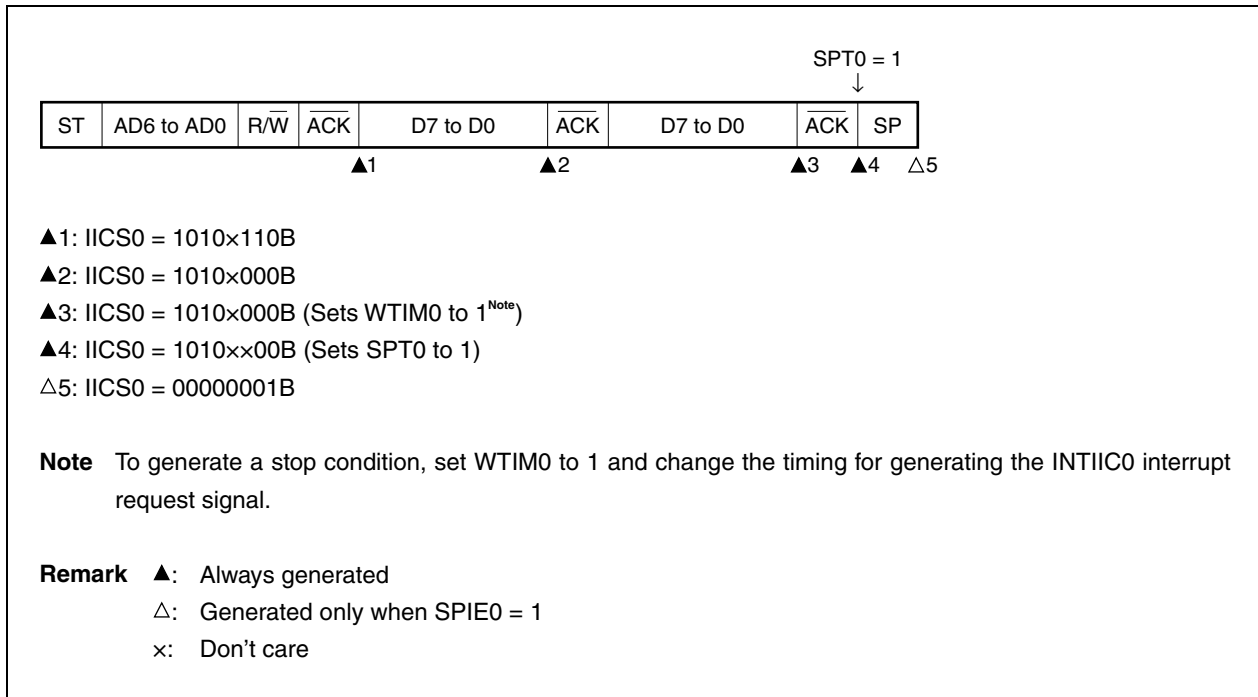 SPT0 = 1
↓
ST AD6 to AD0 R/W̅ A̅C̅K̅ D7 to D0 A̅C̅K̅ D7 to D0 A̅C̅K̅ SP
▲1 ▲2 ▲3 ▲4 △5
▲1: IICS0 = 1010×110B
▲2: IICS0 = 1010×000B
▲3: IICS0 = 1010×000B (Sets WTIM0 to 1Note)
▲4: IICS0 = 1010××00B (Sets SPT0 to 1)
△5: IICS0 = 00000001B
Note To generate a stop condition, set WTIM0 to 1 and change the timing for generating the INTIIC0 interrupt
request signal.
Remark ▲: Always generated
△: Generated only when SPIE0 = 1
×: Don't care